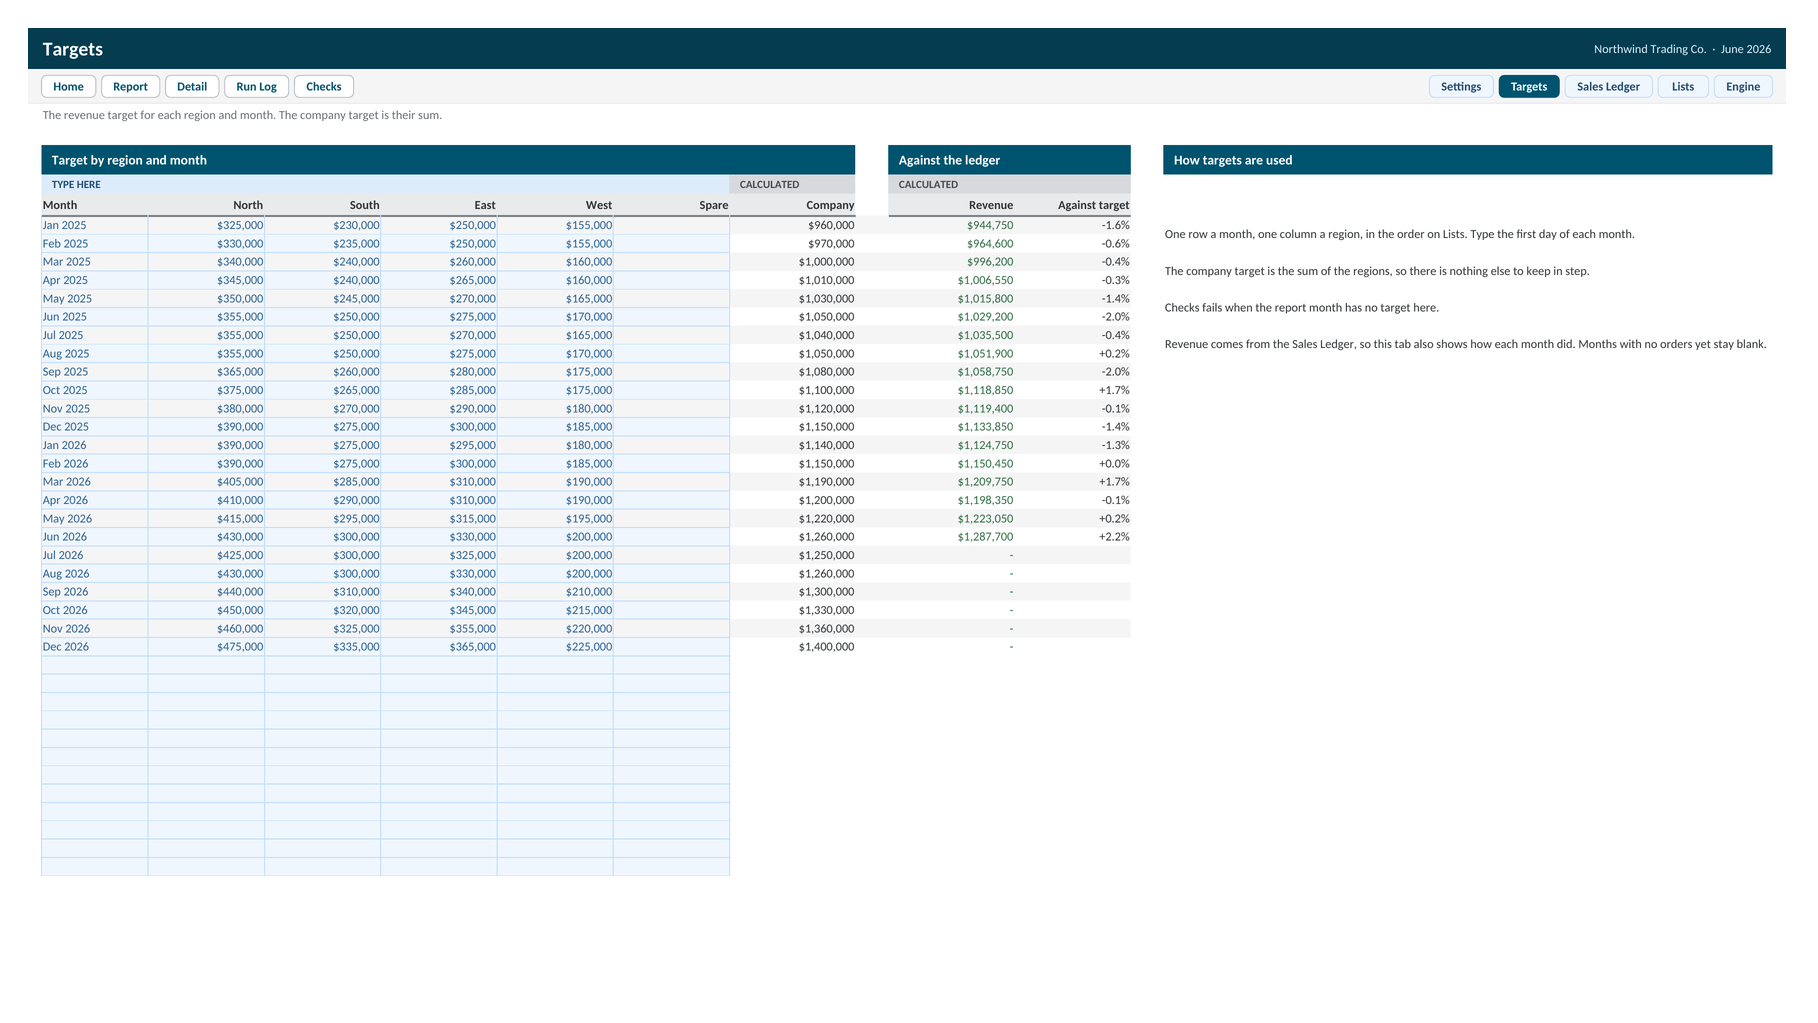 Targets
Northwind Trading Co. · June 2026
Home Report Detail Run Log Checks Settings Targets Sales Ledger Lists Engine
The revenue target for each region and month. The company target is their sum.
Target by region and month
TYPE HERE CALCULATED
Month North South East West Spare Company
Jan 2025 $325,000 $230,000 $250,000 $155,000 $960,000
Feb 2025 $330,000 $235,000 $250,000 $155,000 $970,000
Mar 2025 $340,000 $240,000 $260,000 $160,000 $1,000,000
Apr 2025 $345,000 $240,000 $265,000 $160,000 $1,010,000
May 2025 $350,000 $245,000 $270,000 $165,000 $1,030,000
Jun 2025 $355,000 $250,000 $275,000 $170,000 $1,050,000
Jul 2025 $355,000 $250,000 $270,000 $165,000 $1,040,000
Aug 2025 $355,000 $250,000 $275,000 $170,000 $1,050,000
Sep 2025 $365,000 $260,000 $280,000 $175,000 $1,080,000
Oct 2025 $375,000 $265,000 $285,000 $175,000 $1,100,000
Nov 2025 $380,000 $270,000 $290,000 $180,000 $1,120,000
Dec 2025 $390,000 $275,000 $300,000 $185,000 $1,150,000
Jan 2026 $390,000 $275,000 $295,000 $180,000 $1,140,000
Feb 2026 $390,000 $275,000 $300,000 $185,000 $1,150,000
Mar 2026 $405,000 $285,000 $310,000 $190,000 $1,190,000
Apr 2026 $410,000 $290,000 $310,000 $190,000 $1,200,000
May 2026 $415,000 $295,000 $315,000 $195,000 $1,220,000
Jun 2026 $430,000 $300,000 $330,000 $200,000 $1,260,000
Jul 2026 $425,000 $300,000 $325,000 $200,000 $1,250,000
Aug 2026 $430,000 $300,000 $330,000 $200,000 $1,260,000
Sep 2026 $440,000 $310,000 $340,000 $210,000 $1,300,000
Oct 2026 $450,000 $320,000 $345,000 $215,000 $1,330,000
Nov 2026 $460,000 $325,000 $355,000 $220,000 $1,360,000
Dec 2026 $475,000 $335,000 $365,000 $225,000 $1,400,000
Against the ledger
CALCULATED
Revenue Against target
$944,750 -1.6%
$964,600 -0.6%
$996,200 -0.4%
$1,006,550 -0.3%
$1,015,800 -1.4%
$1,029,200 -2.0%
$1,035,500 -0.4%
$1,051,900 +0.2%
$1,058,750 -2.0%
$1,118,850 +1.7%
$1,119,400 -0.1%
$1,133,850 -1.4%
$1,124,750 -1.3%
$1,150,450 +0.0%
$1,209,750 +1.7%
$1,198,350 -0.1%
$1,223,050 +0.2%
$1,287,700 +2.2%
-
-
-
-
-
-
How targets are used
One row a month, one column a region, in the order on Lists. Type the first day of each month.
The company target is the sum of the regions, so there is nothing else to keep in step.
Checks fails when the report month has no target here.
Revenue comes from the Sales Ledger, so this tab also shows how each month did. Months with no orders yet stay blank.